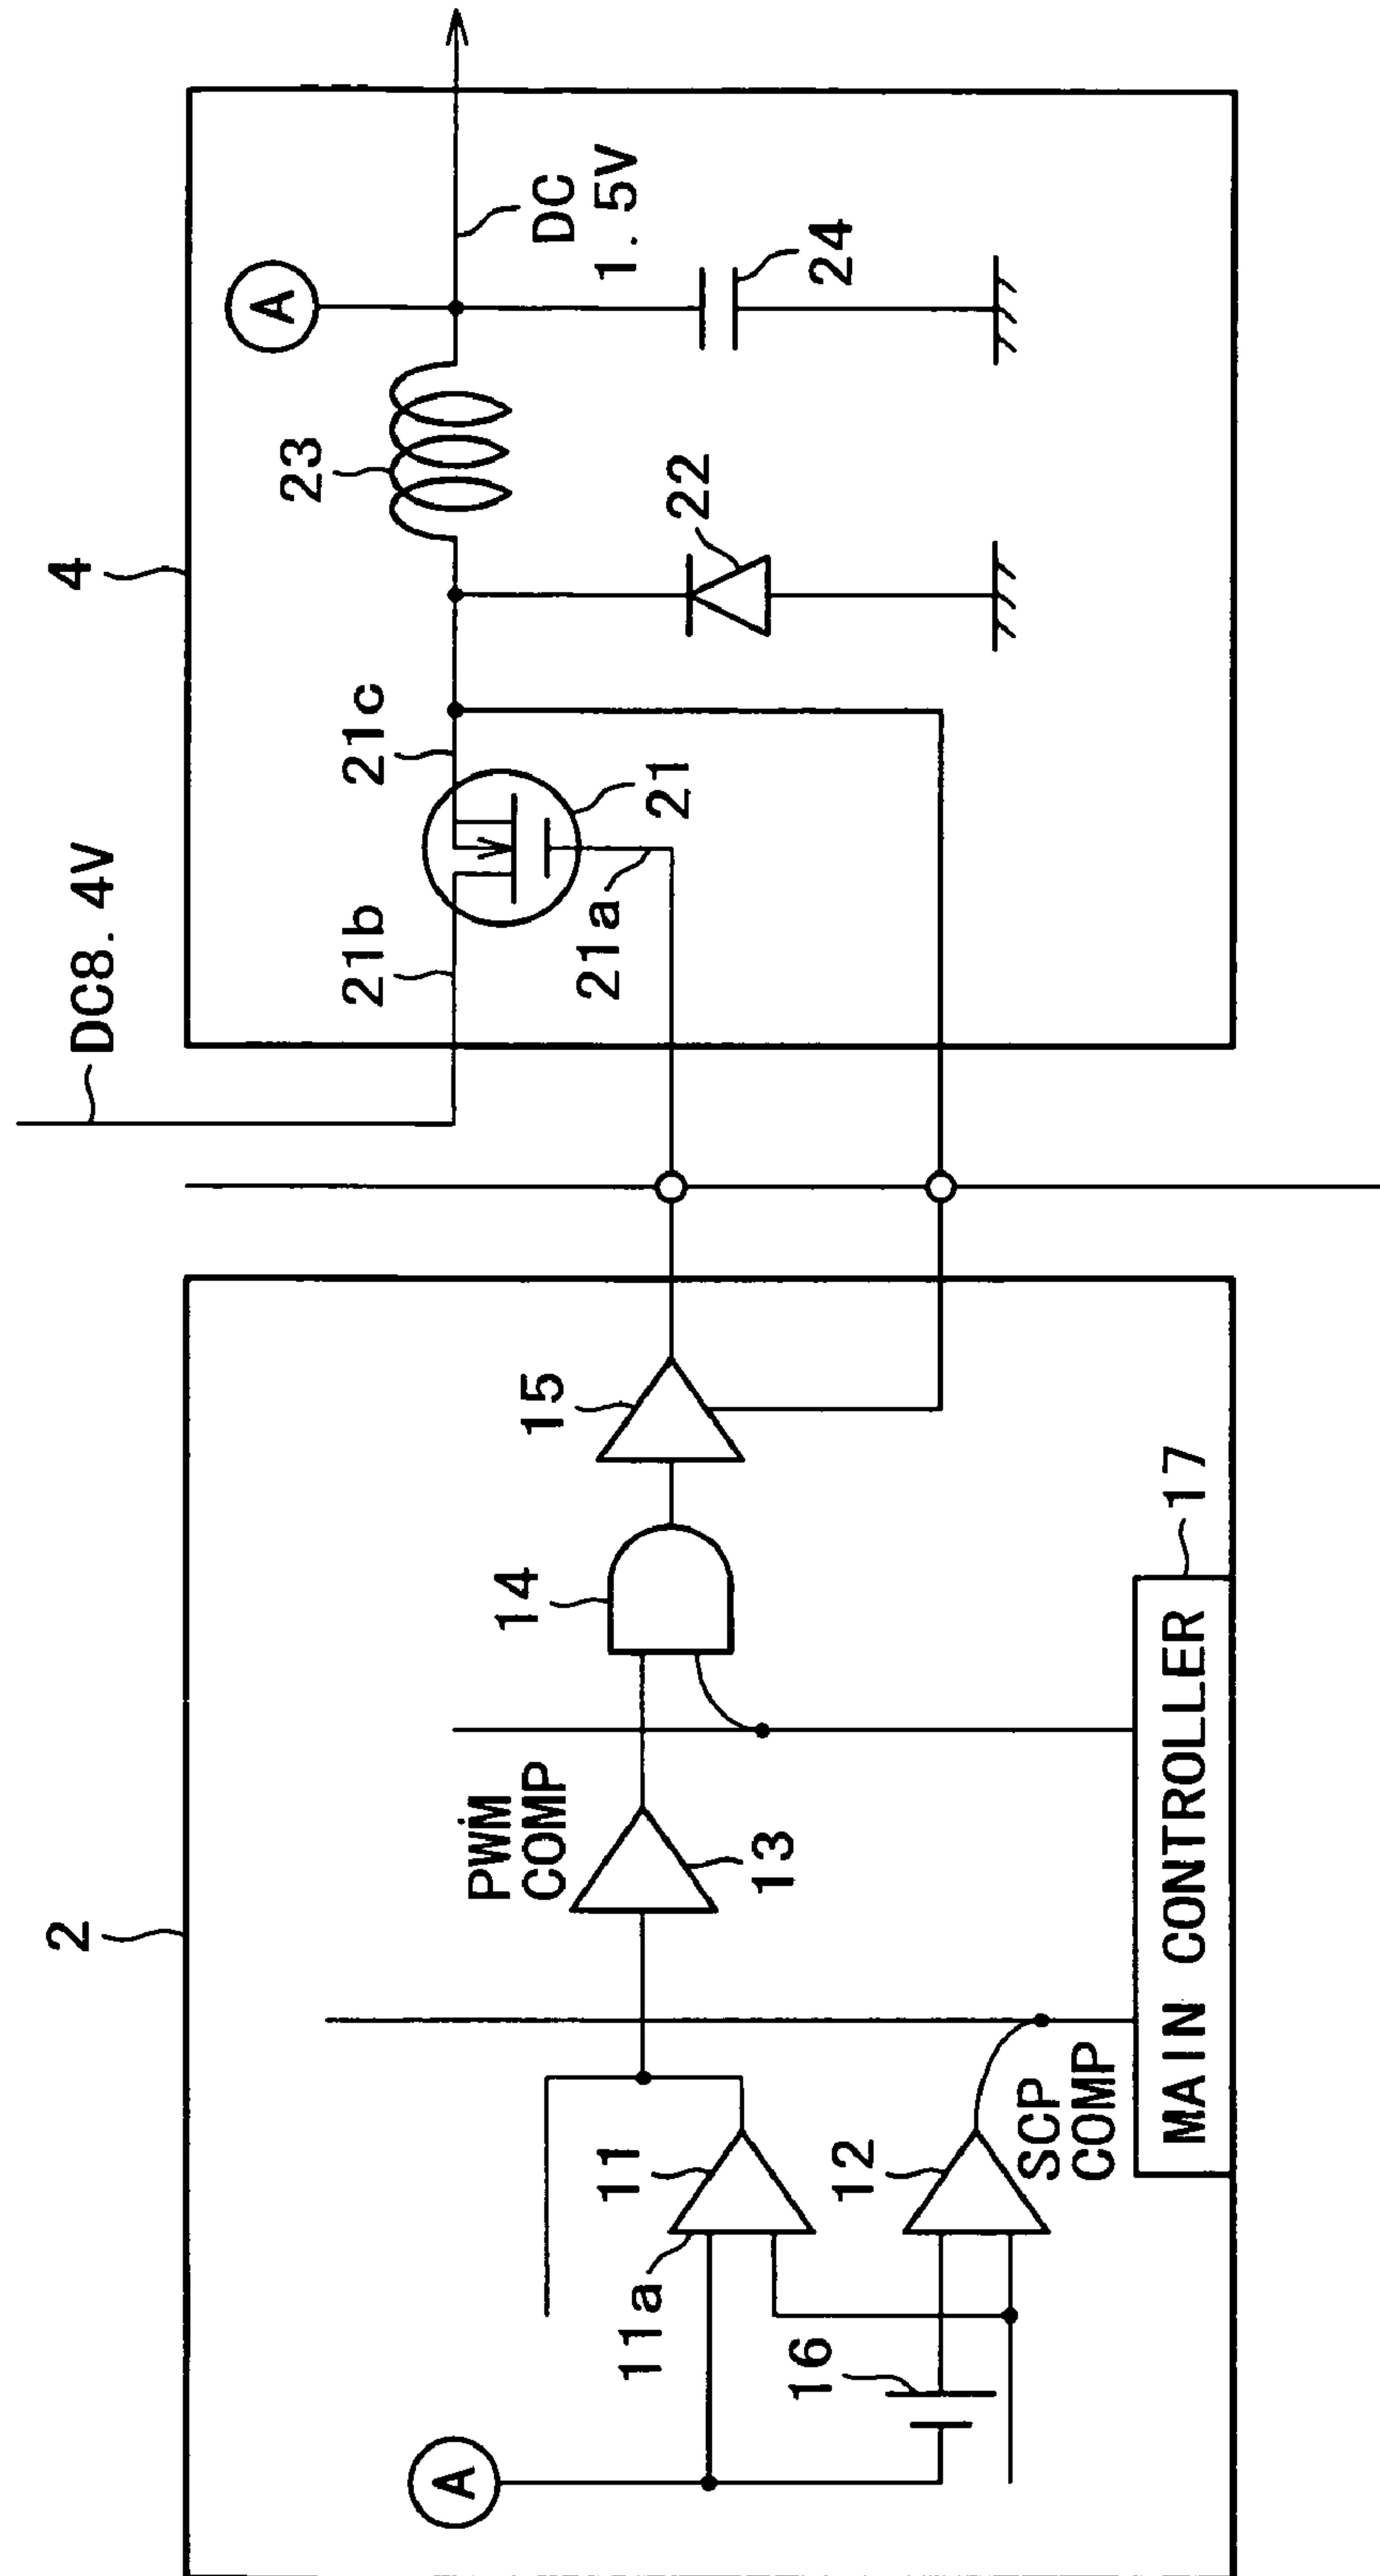 DC8. 4V
4
21b
21c
23
A
DC
1. 5V
21a
21
22
24
2
A
11a
11
16
12
SCP
COMP
PWM
COMP
13
14
15
MAIN CONTROLLER
17